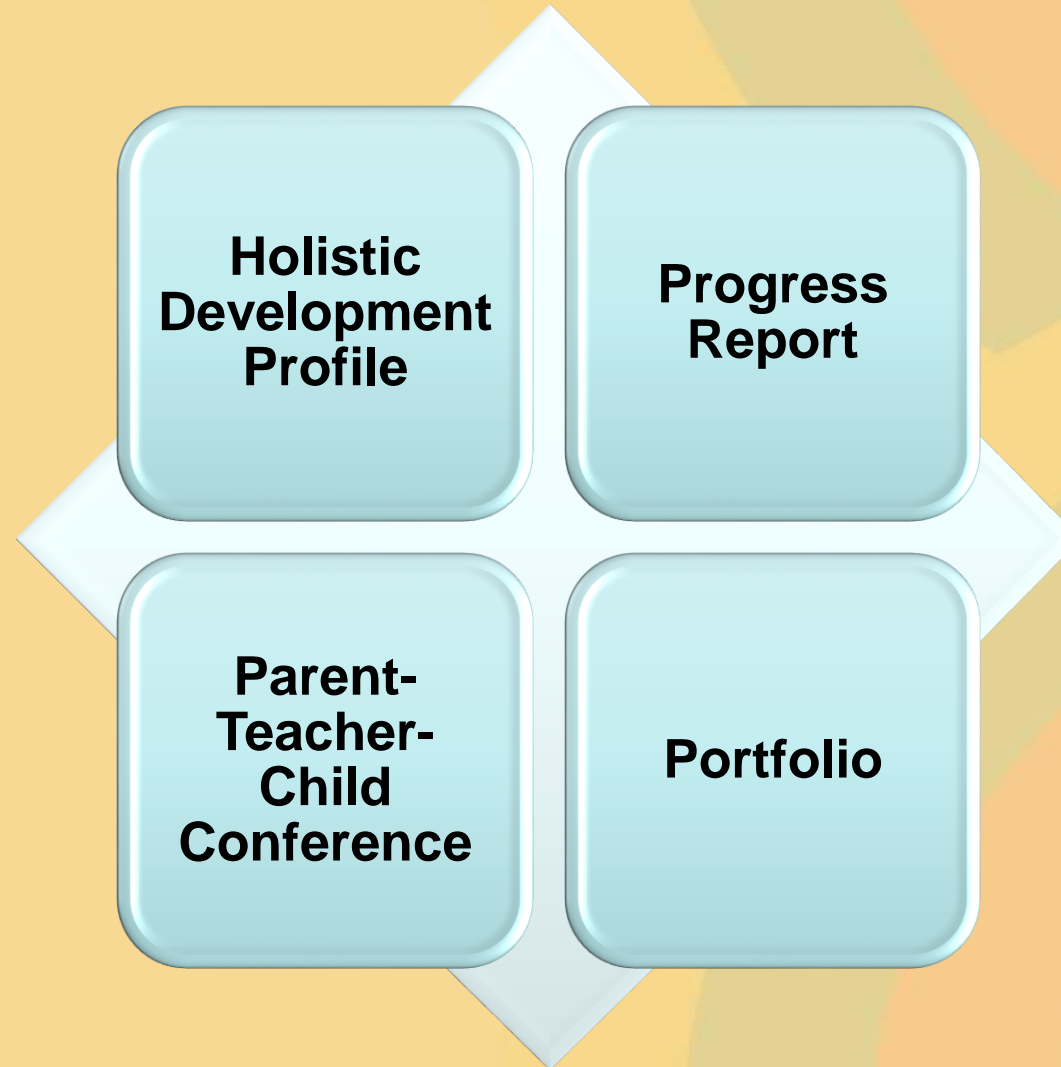 Holistic
Development
Profile
Progress
Report
Parent-
Teacher-
Child
Conference
Portfolio